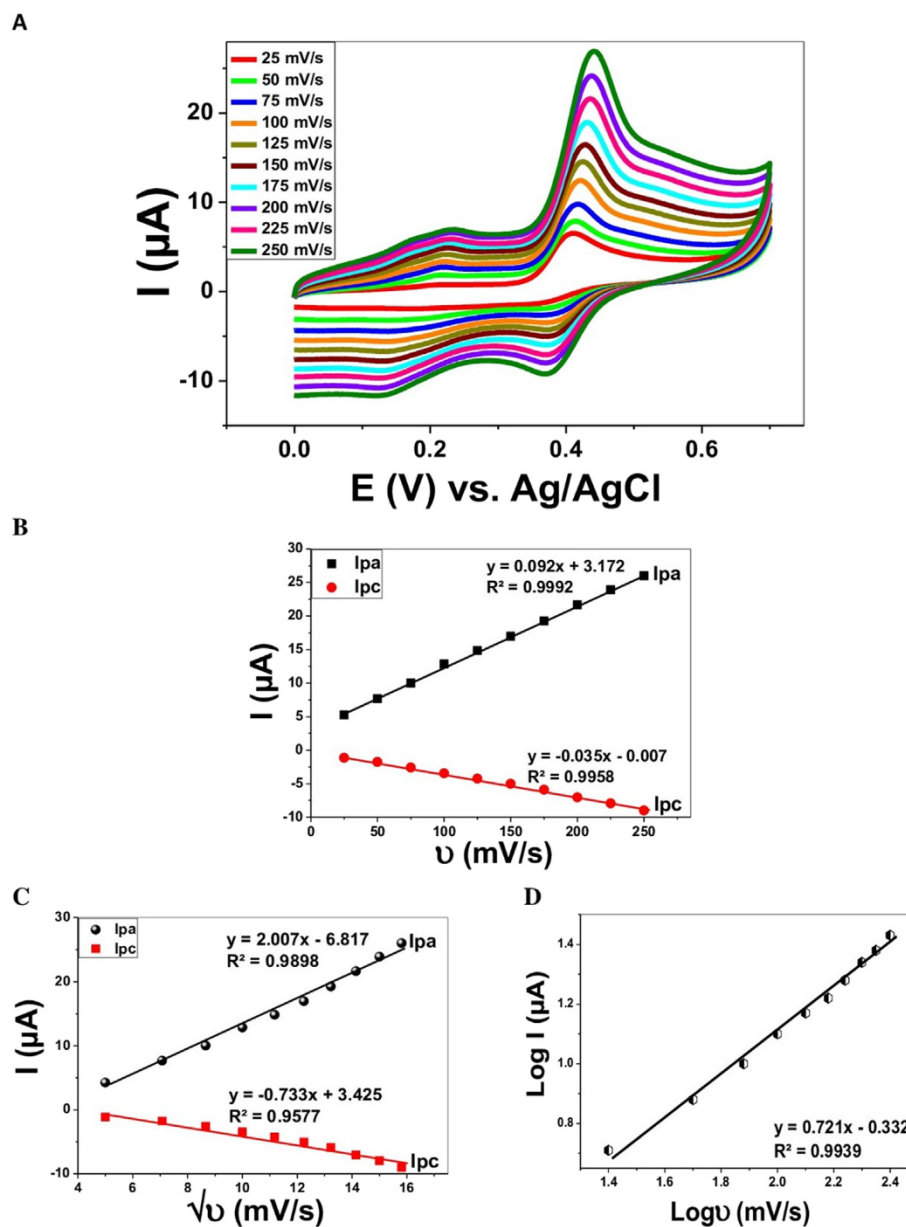 A
25 mV/s
50 mV/s
75 mV/s
100 mV/s
125 mV/s
150 mV/s
175 mV/s
200 mV/s
225 mV/s
250 mV/s
20
10
0
-10
I (µA)
0.0 0.2 0.4 0.6
E (V) vs. Ag/AgCl
B
Ipa
Ipc
y = 0.092x + 3.172
R² = 0.9992
Ipa
y = -0.035x - 0.007
R² = 0.9958
Ipc
30
25
20
15
10
5
0
-5
-10
I (µA)
0 50 100 150 200 250
υ (mV/s)
C
Ipa
Ipc
y = 2.007x - 6.817
R² = 0.9898
Ipa
y = -0.733x + 3.425
R² = 0.9577
Ipc
30
20
10
0
-10
I (µA)
4 6 8 10 12 14 16
√υ (mV/s)
D
1.4
1.2
1.0
0.8
Log I (µA)
y = 0.721x - 0.332
R² = 0.9939
1.4 1.6 1.8 2.0 2.2 2.4
Logυ (mV/s)